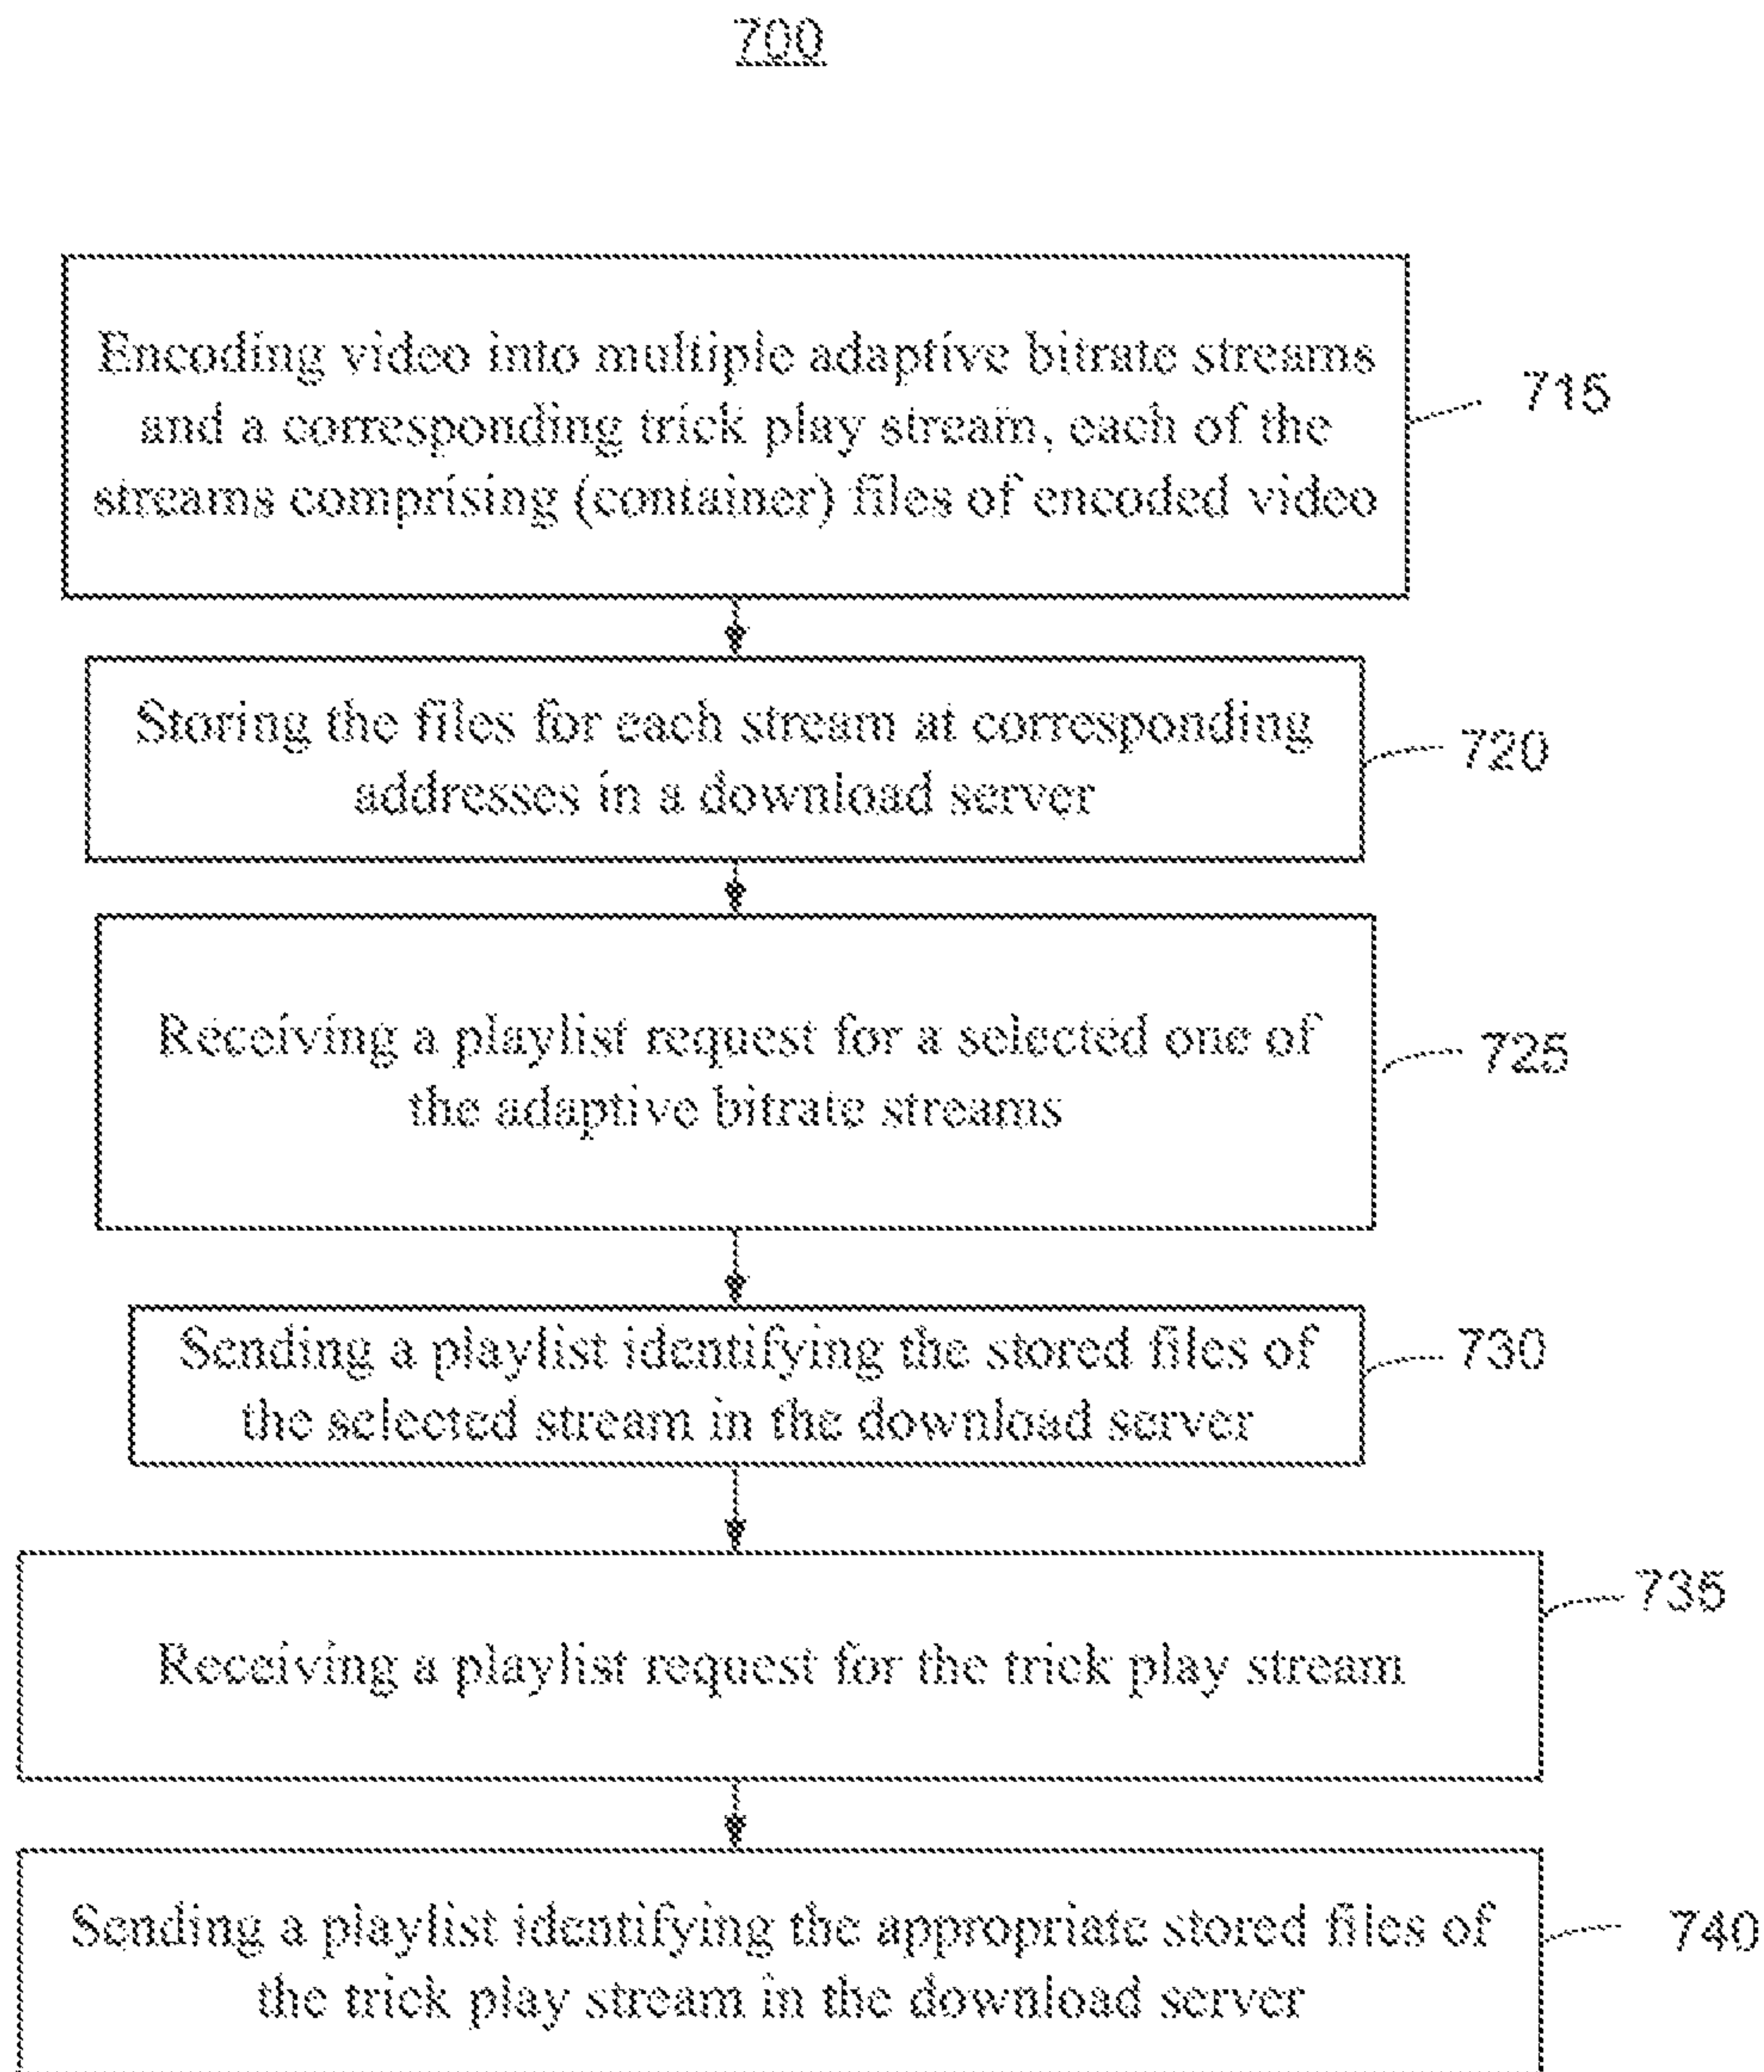 700
Encoding video into multiple adaptive bitrate streams
and a corresponding trick play stream, each of the
streams comprising (container) files of encoded video
715
Storing the files for each stream at corresponding
addresses in a download server
720
Receiving a playlist request for a selected one of
the adaptive bitrate streams
725
Sending a playlist identifying the stored files of
the selected stream in the download server
730
Receiving a playlist request for the trick play stream
735
Sending a playlist identifying the appropriate stored files of
the trick play stream in the download server
740